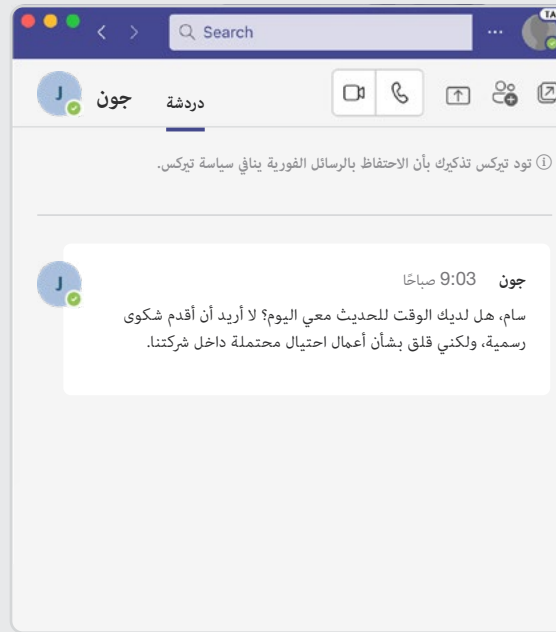 TA
Search
J
جون
دردشة
تود تيركس تذكيرك بأن الاحتفاظ بالرسائل الفورية ينافي سياسة تيركس.
J
جون 9:03 صباحًا
سام، هل لديك الوقت للحديث معي اليوم؟ لا أريد أن أقدم شكوى
رسمية، ولكني قلق بشأن أعمال احتيال محتملة داخل شركتنا.